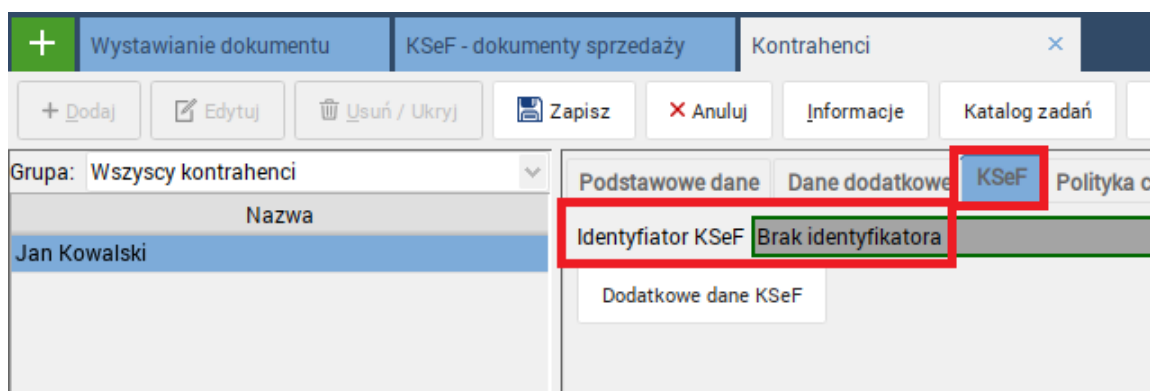 + Wystawianie dokumentu KSeF - dokumenty sprzedaży Kontrahenci ×
+ Dodaj Edytuj Usuń / Ukryj Zapisz × Anuluj Informacje Katalog zadań
Grupa: Wszyscy kontrahenci
Podstawowe dane Dane dodatkowe KSeF Polityka c
Nazwa
Identyfiator KSeF Brak identyfikatora
Jan Kowalski
Dodatkowe dane KSeF